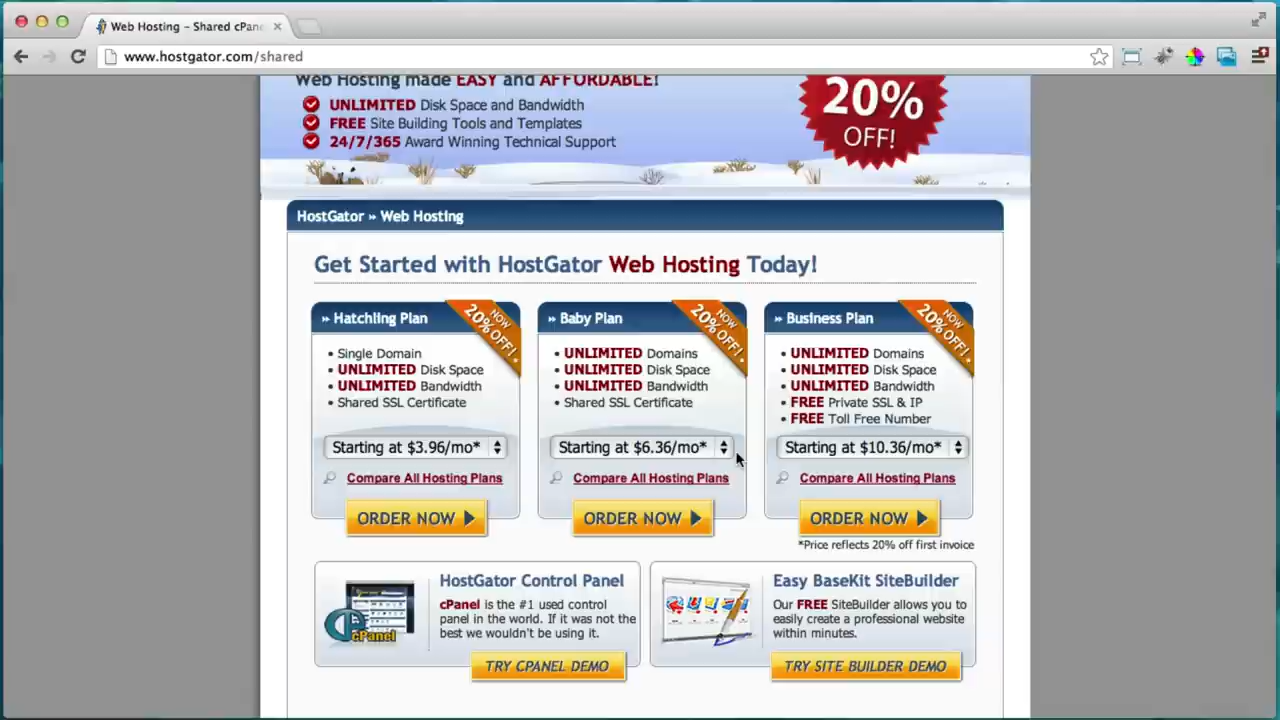 Web Hosting – Shared cPane
www.hostgator.com/shared
Web Hosting made EASY and AFFORDABLE!
UNLIMITED Disk Space and Bandwidth
FREE Site Building Tools and Templates
24/7/365 Award Winning Technical Support
20%
OFF!
HostGator » Web Hosting
Get Started with HostGator Web Hosting Today!
» Hatchling Plan
NOW
20% OFF!*
• Single Domain
• UNLIMITED Disk Space
• UNLIMITED Bandwidth
• Shared SSL Certificate
Starting at $3.96/mo*
Compare All Hosting Plans
ORDER NOW
» Baby Plan
NOW
20% OFF!*
• UNLIMITED Domains
• UNLIMITED Disk Space
• UNLIMITED Bandwidth
• Shared SSL Certificate
Starting at $6.36/mo*
Compare All Hosting Plans
ORDER NOW
» Business Plan
NOW
20% OFF!*
• UNLIMITED Domains
• UNLIMITED Disk Space
• UNLIMITED Bandwidth
• FREE Private SSL & IP
• FREE Toll Free Number
Starting at $10.36/mo*
Compare All Hosting Plans
ORDER NOW
*Price reflects 20% off first invoice
HostGator Control Panel
cPanel is the #1 used control
panel in the world. If it was not the
best we wouldn't be using it.
cPanel
TRY CPANEL DEMO
Easy BaseKit SiteBuilder
Our FREE SiteBuilder allows you to
easily create a professional website
within minutes.
TRY SITE BUILDER DEMO